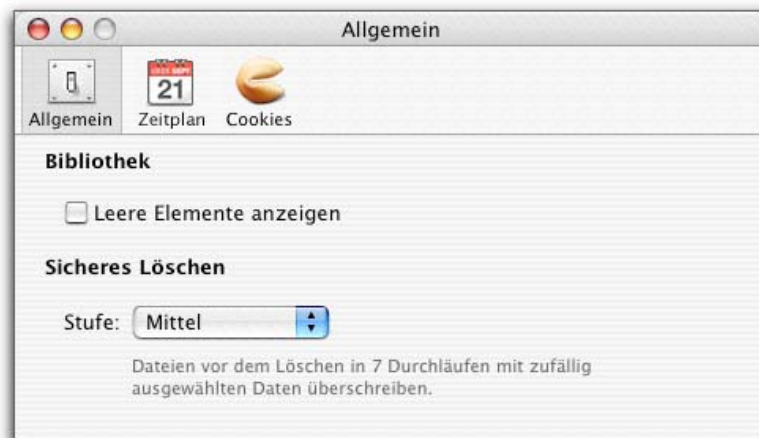 Allgemein
21
Allgemein Zeitplan Cookies
Bibliothek
Leere Elemente anzeigen
Sicheres Löschen
Stufe: Mittel
Dateien vor dem Löschen in 7 Durchläufen mit zufällig
ausgewählten Daten überschreiben.